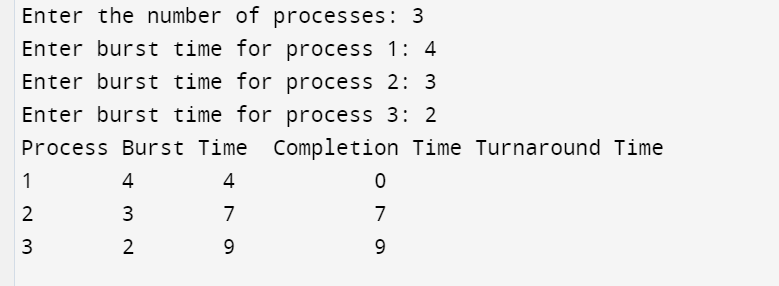 Enter the number of processes: 3
Enter burst time for process 1: 4
Enter burst time for process 2: 3
Enter burst time for process 3: 2
Process Burst Time  Completion Time Turnaround Time
1       4       4           0
2       3       7           7
3       2       9           9